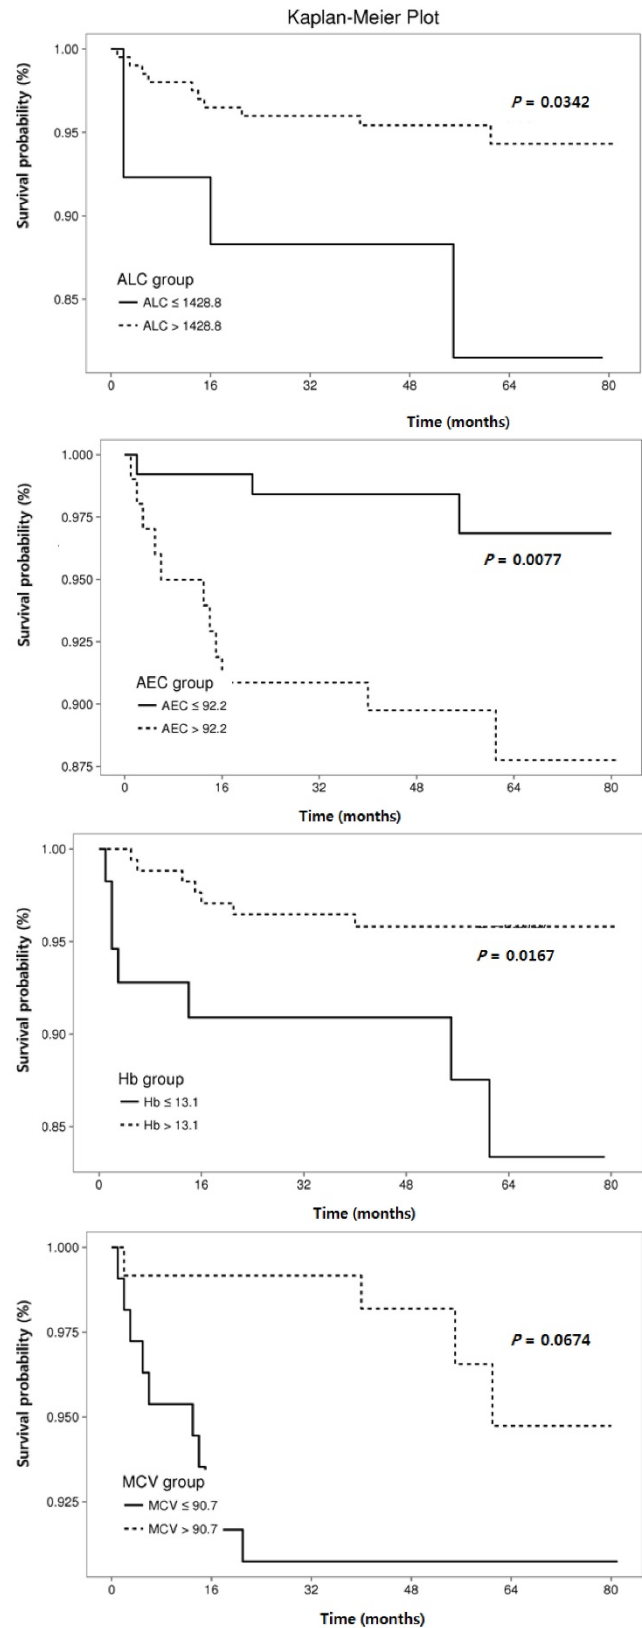 Kaplan-Meier Plot
Survival probability (%)
1.00
0.95
0.90
0.85
P = 0.0342
ALC group
ALC ≤ 1428.8
ALC > 1428.8
0 16 32 48 64 80
Time (months)
Survival probability (%)
1.000
0.975
0.950
0.925
0.900
0.875
P = 0.0077
AEC group
AEC ≤ 92.2
AEC > 92.2
0 16 32 48 64 80
Time (months)
Survival probability (%)
1.00
0.95
0.90
0.85
P = 0.0167
Hb group
Hb ≤ 13.1
Hb > 13.1
0 16 32 48 64 80
Time (months)
Survival probability (%)
1.000
0.975
0.950
0.925
P = 0.0674
MCV group
MCV ≤ 90.7
MCV > 90.7
0 16 32 48 64 80
Time (months)